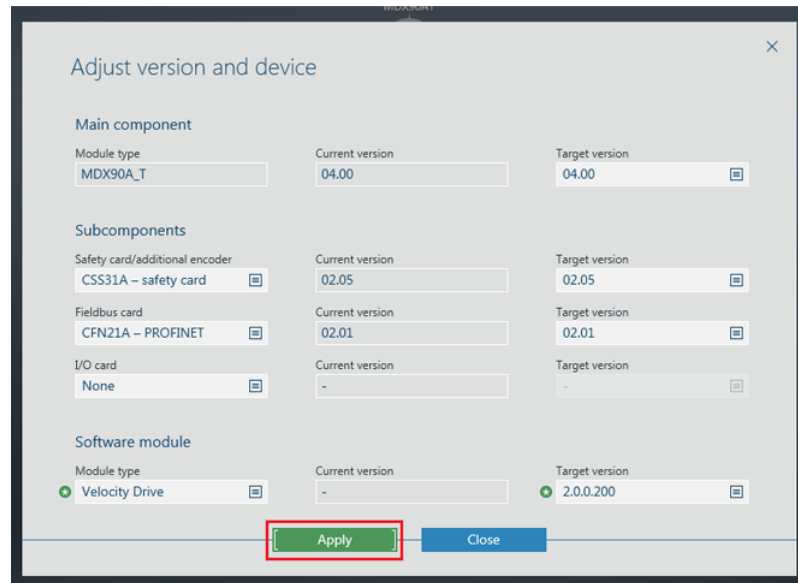 MDX90A1
Adjust version and device
Main component
Module type Current version Target version
MDX90A_T 04.00 04.00
Subcomponents
Safety card/additional encoder Current version Target version
CSS31A – safety card 02.05 02.05
Fieldbus card Current version Target version
CFN21A – PROFINET 02.01 02.01
I/O card Current version Target version
None - -
Software module
Module type Current version Target version
Velocity Drive - 2.0.0.200
Apply Close